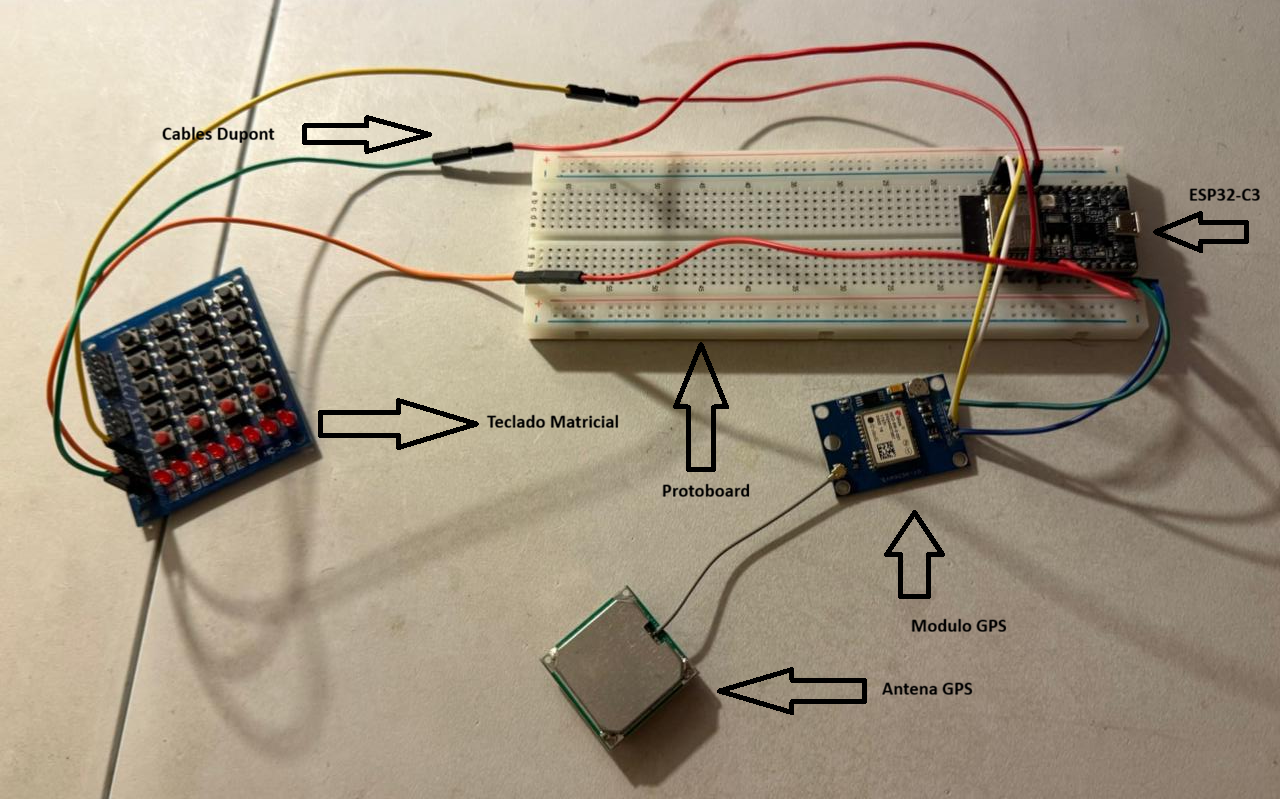 Cables Dupont
ESP32-C3
Teclado Matricial
Protoboard
Modulo GPS
Antena GPS